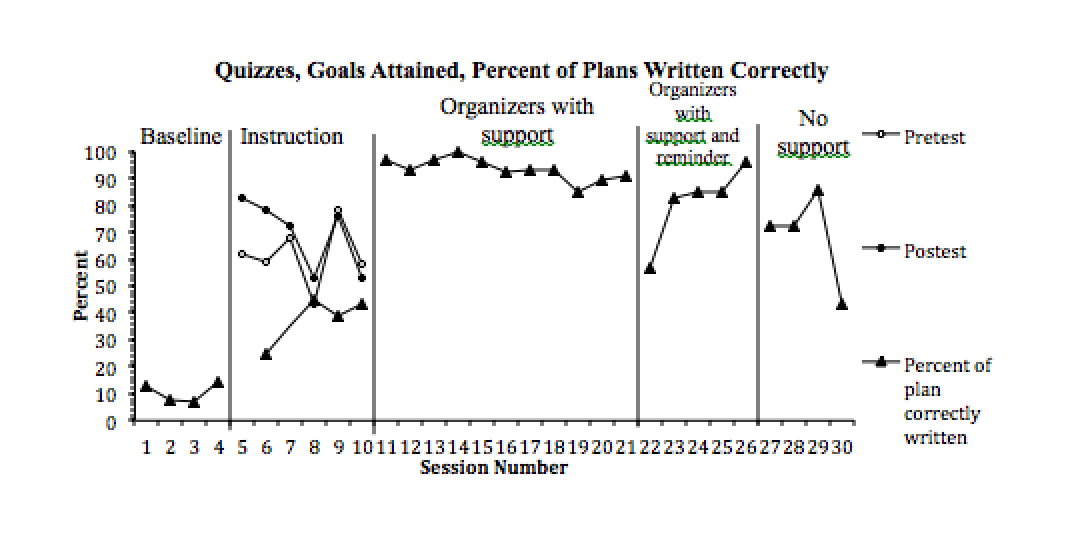 Quizzes, Goals Attained, Percent of Plans Written Correctly
Baseline
Instruction
Organizers with
support
Organizers
with
support and
reminder
No
support
Pretest
Postest
Percent of
plan
correctly
written
100
90
80
70
60
50
40
30
20
10
0
Percent
1 2 3 4 5 6 7 8 9 10 11 12 13 14 15 16 17 18 19 20 21 22 23 24 25 26 27 28 29 30
Session Number